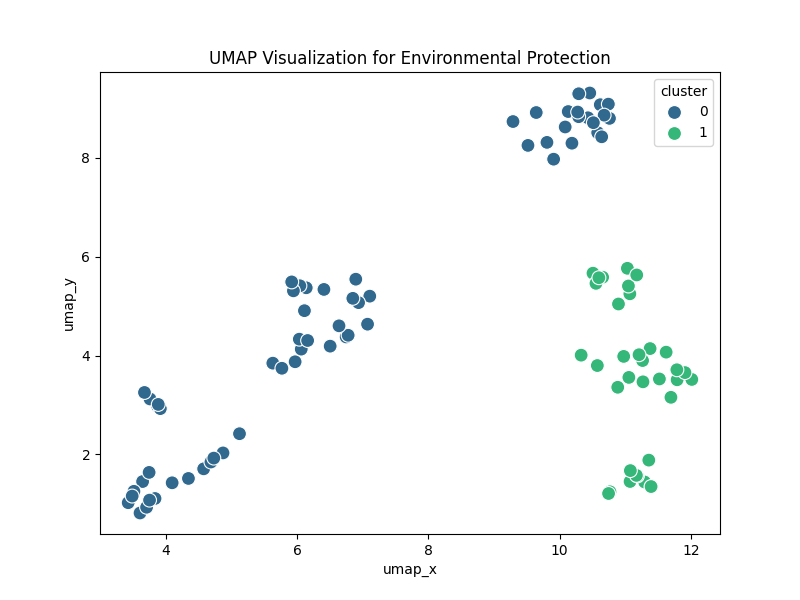 UMAP Visualization for Environmental Protection
cluster
0
1
8
6
4
2
umap_y
4
6
8
10
12
umap_x